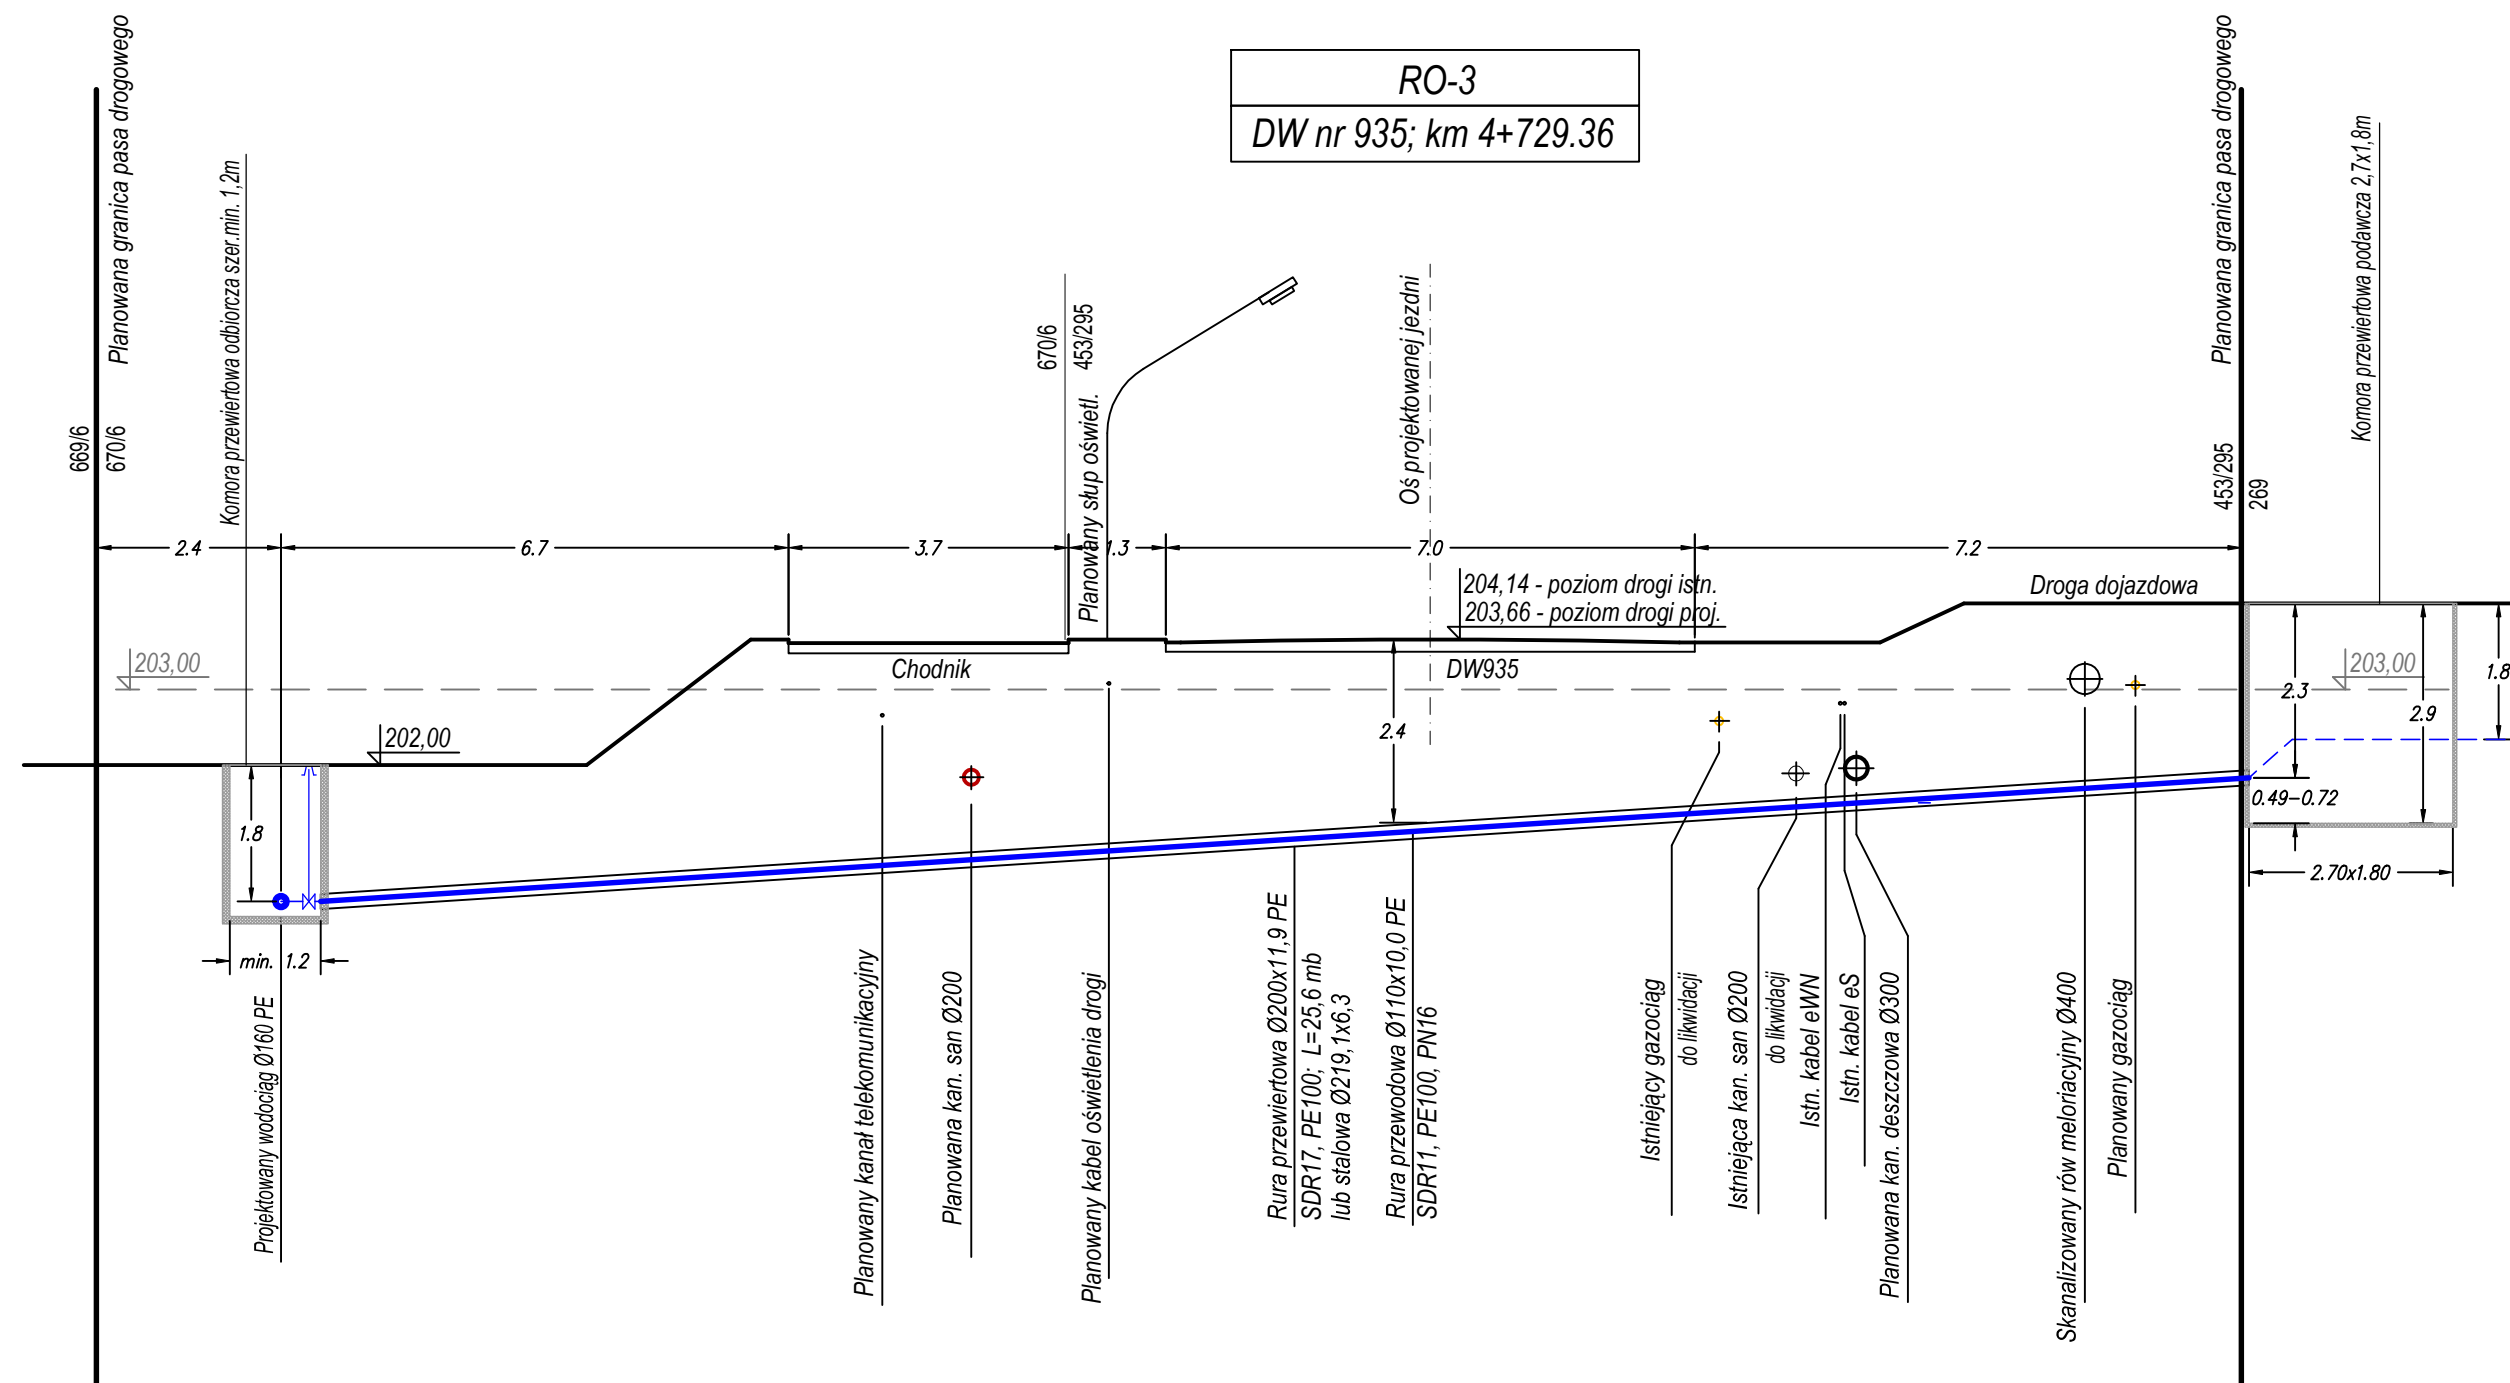 RO-3
DW nr 935; km 4+729.36
Planowana granica pasa drogowego
669/6
670/6
Komora przewiertowa odbiorcza szer.min. 1,2m
670/6
453/295
Planowany słup oświetl.
Oś projektowanej jezdni
Planowana granica pasa drogowego
453/295
269
Komora przewiertowa podawcza 2,7x1,8m
2.4
6.7
3.7
1.3
7.0
7.2
204,14 - poziom drogi istn.
203,66 - poziom drogi proj.
Droga dojazdowa
203,00
Chodnik
DW935
203,00
202,00
2.4
2.3
2.9
1.8
1.8
0.49-0.72
2.70x1.80
min. 1.2
Projektowany wodociąg Ø160 PE
Planowany kanał telekomunikacyjny
Planowana kan. san Ø200
Planowany kabel oświetlenia drogi
Rura przewiertowa Ø200x11,9 PE
SDR17, PE100; L=25,6 mb
lub stalowa Ø219,1x6,3
Rura przewodowa Ø110x10,0 PE
SDR11, PE100, PN16
Istniejący gazociąg
do likwidacji
Istniejąca kan. san Ø200
do likwidacji
Istn. kabel eWN
Istn. kabel eS
Planowana kan. deszczowa Ø300
Skanalizowany rów melioracyjny Ø400
Planowany gazociąg